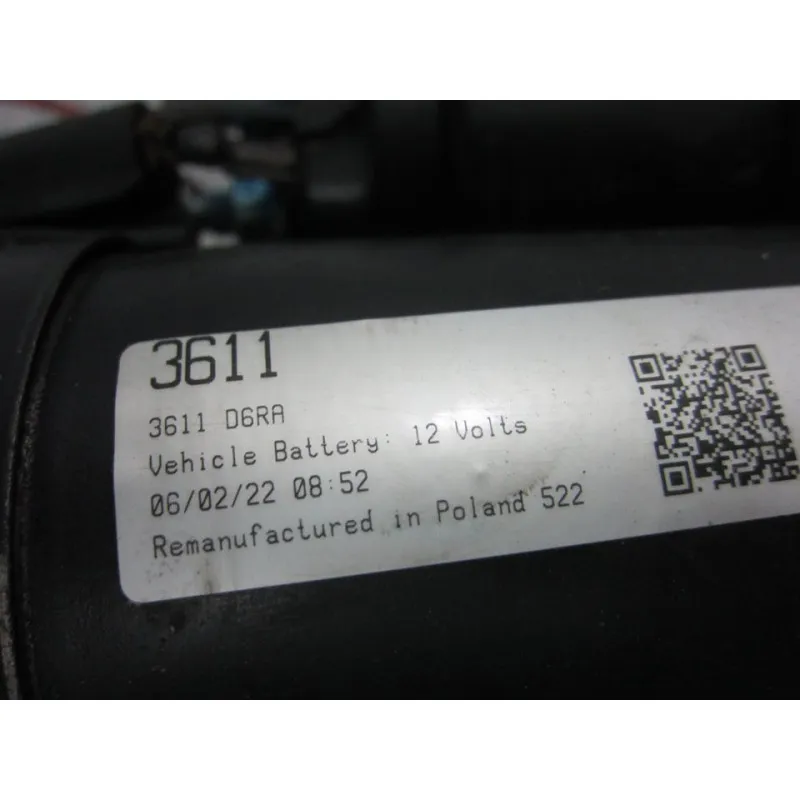 3611
3611 D6RA
Vehicle Battery: 12 Volts
06/02/22 08:52
Remanufactured in Poland 522